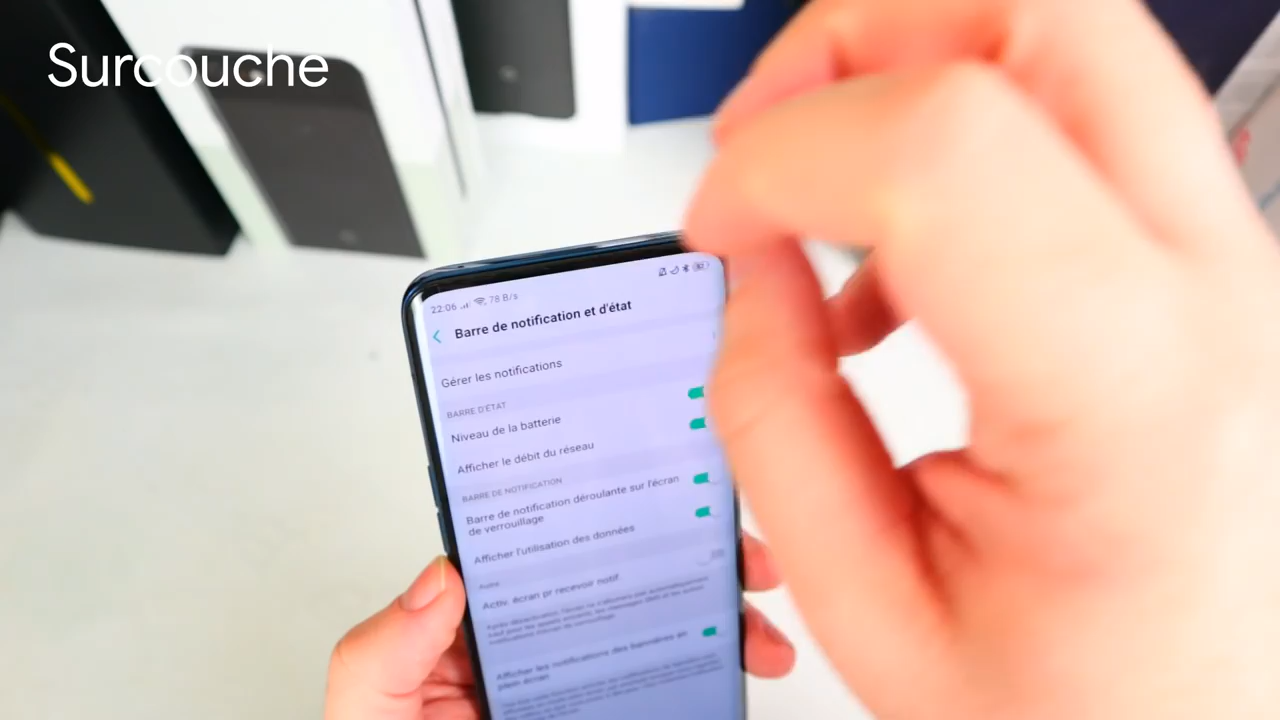 Surcouche
22:06 78 B/s
Barre de notification et d'état
Gérer les notifications
BARRE D'ÉTAT
Niveau de la batterie
Afficher le débit du réseau
BARRE DE NOTIFICATION
Barre de notification déroulante sur l'écran
de verrouillage
Afficher l'utilisation des données
Autre
Activ. écran pr recevoir notif
Afficher les notifications des bannières en
plein écran